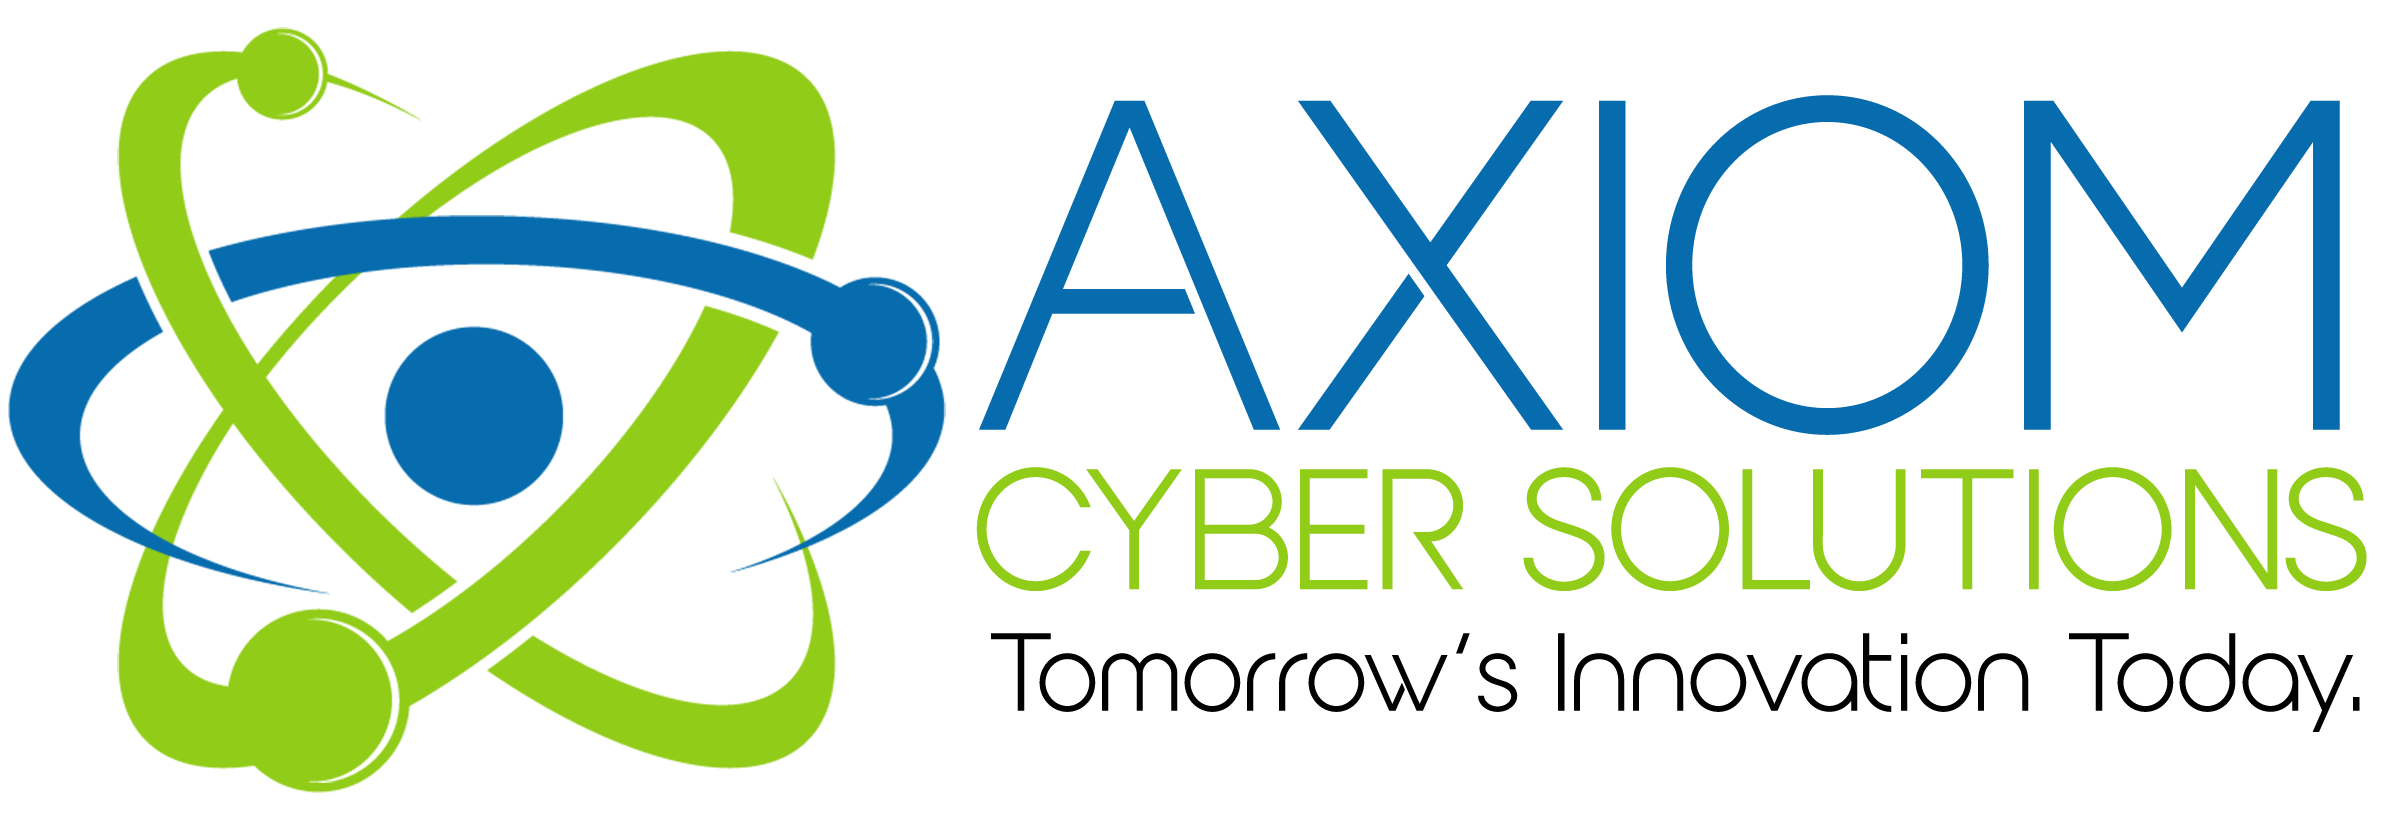 AXIOM
CYBER SOLUTIONS
Tomorrow's Innovation Today.